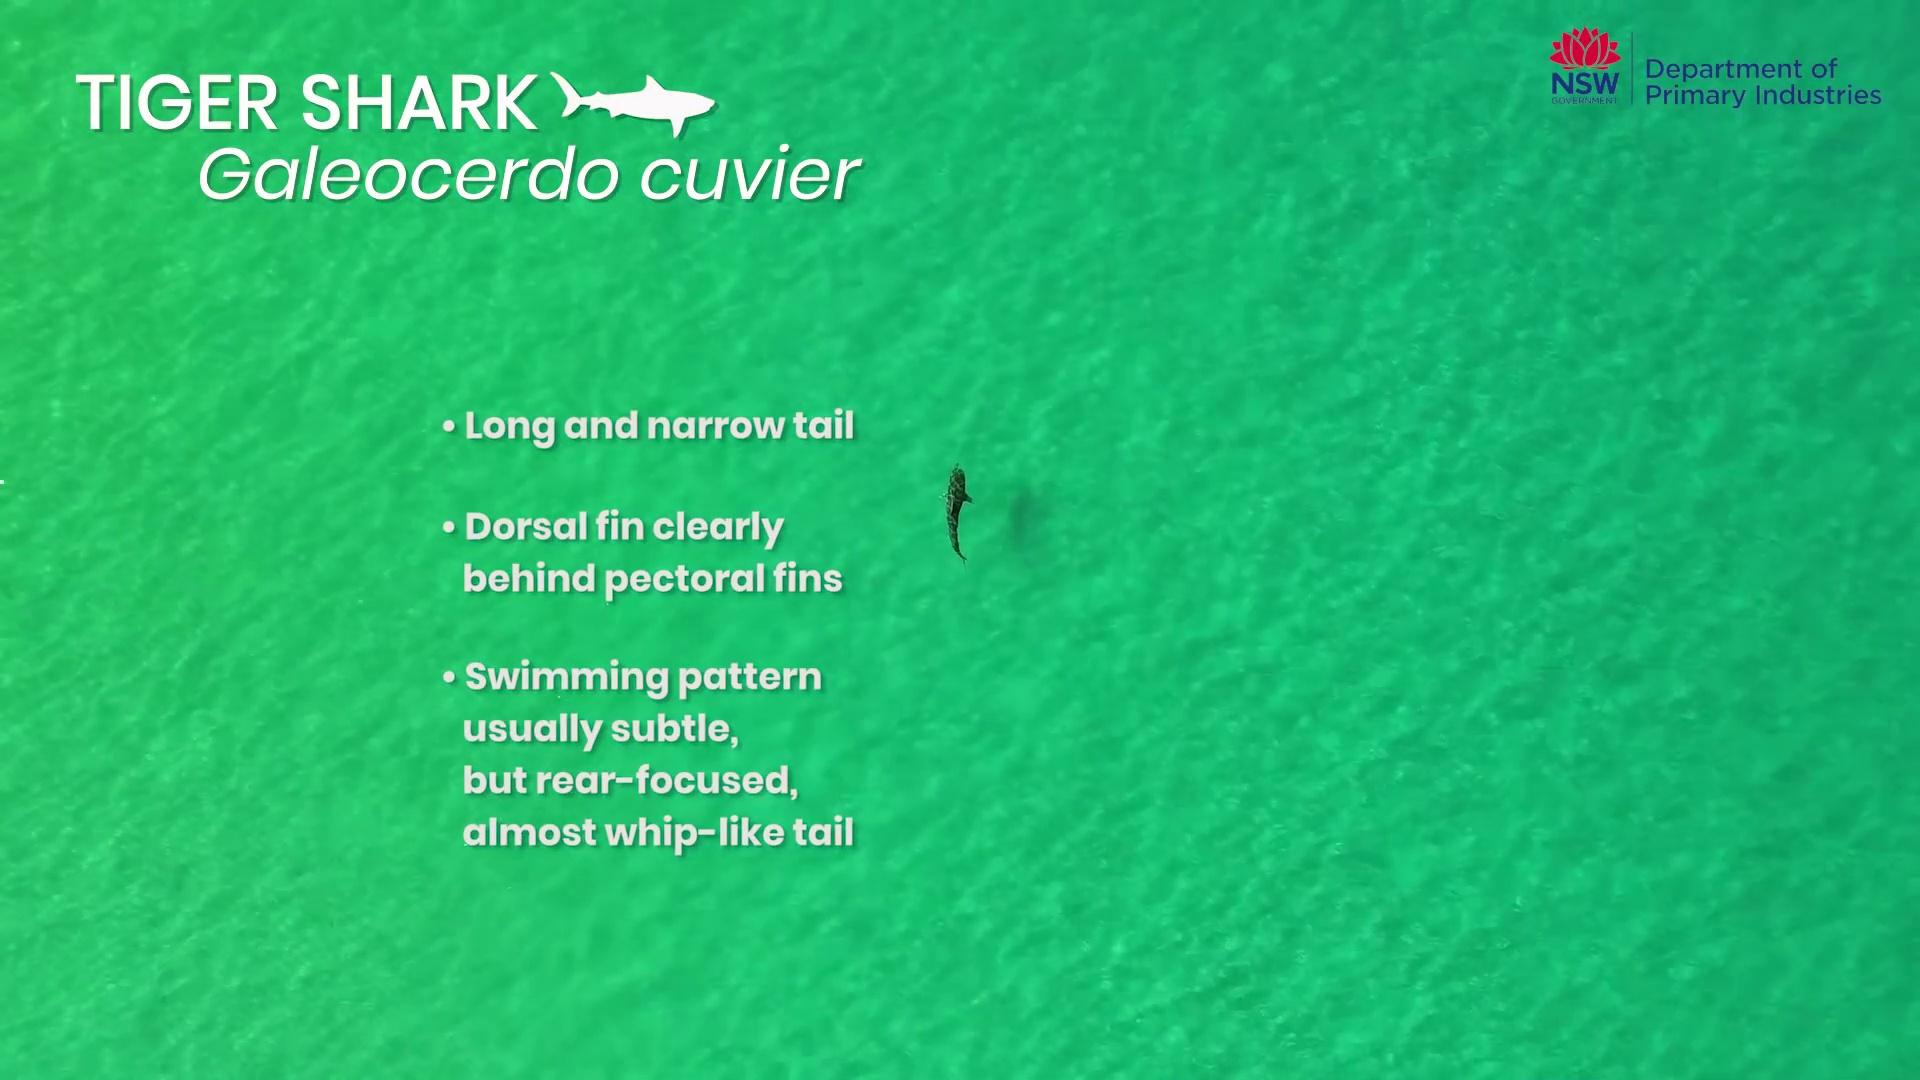 TIGER SHARK
Galeocerdo cuvier
NSW
GOVERNMENT
Department of
Primary Industries
• Long and narrow tail
• Dorsal fin clearly
behind pectoral fins
• Swimming pattern
usually subtle,
but rear-focused,
almost whip-like tail